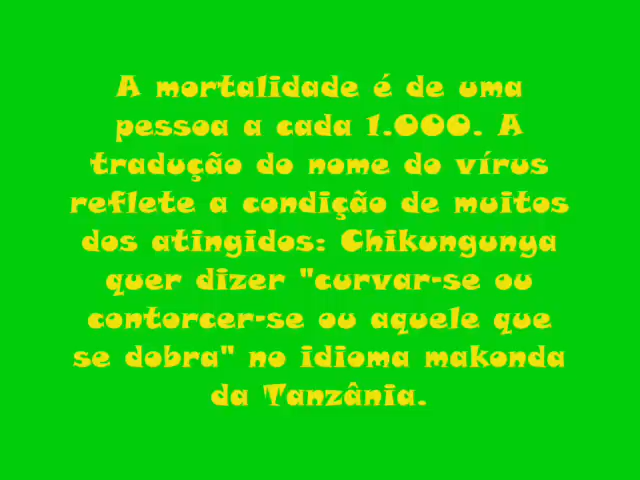 A mortalidade é de uma
pessoa a cada 1.000. A
tradução do nome do vírus
reflete a condição de muitos
dos atingidos: Chikungunya
quer dizer "curvar-se ou
contorcer-se ou aquele que
se dobra" no idioma makonda
da Tanzânia.